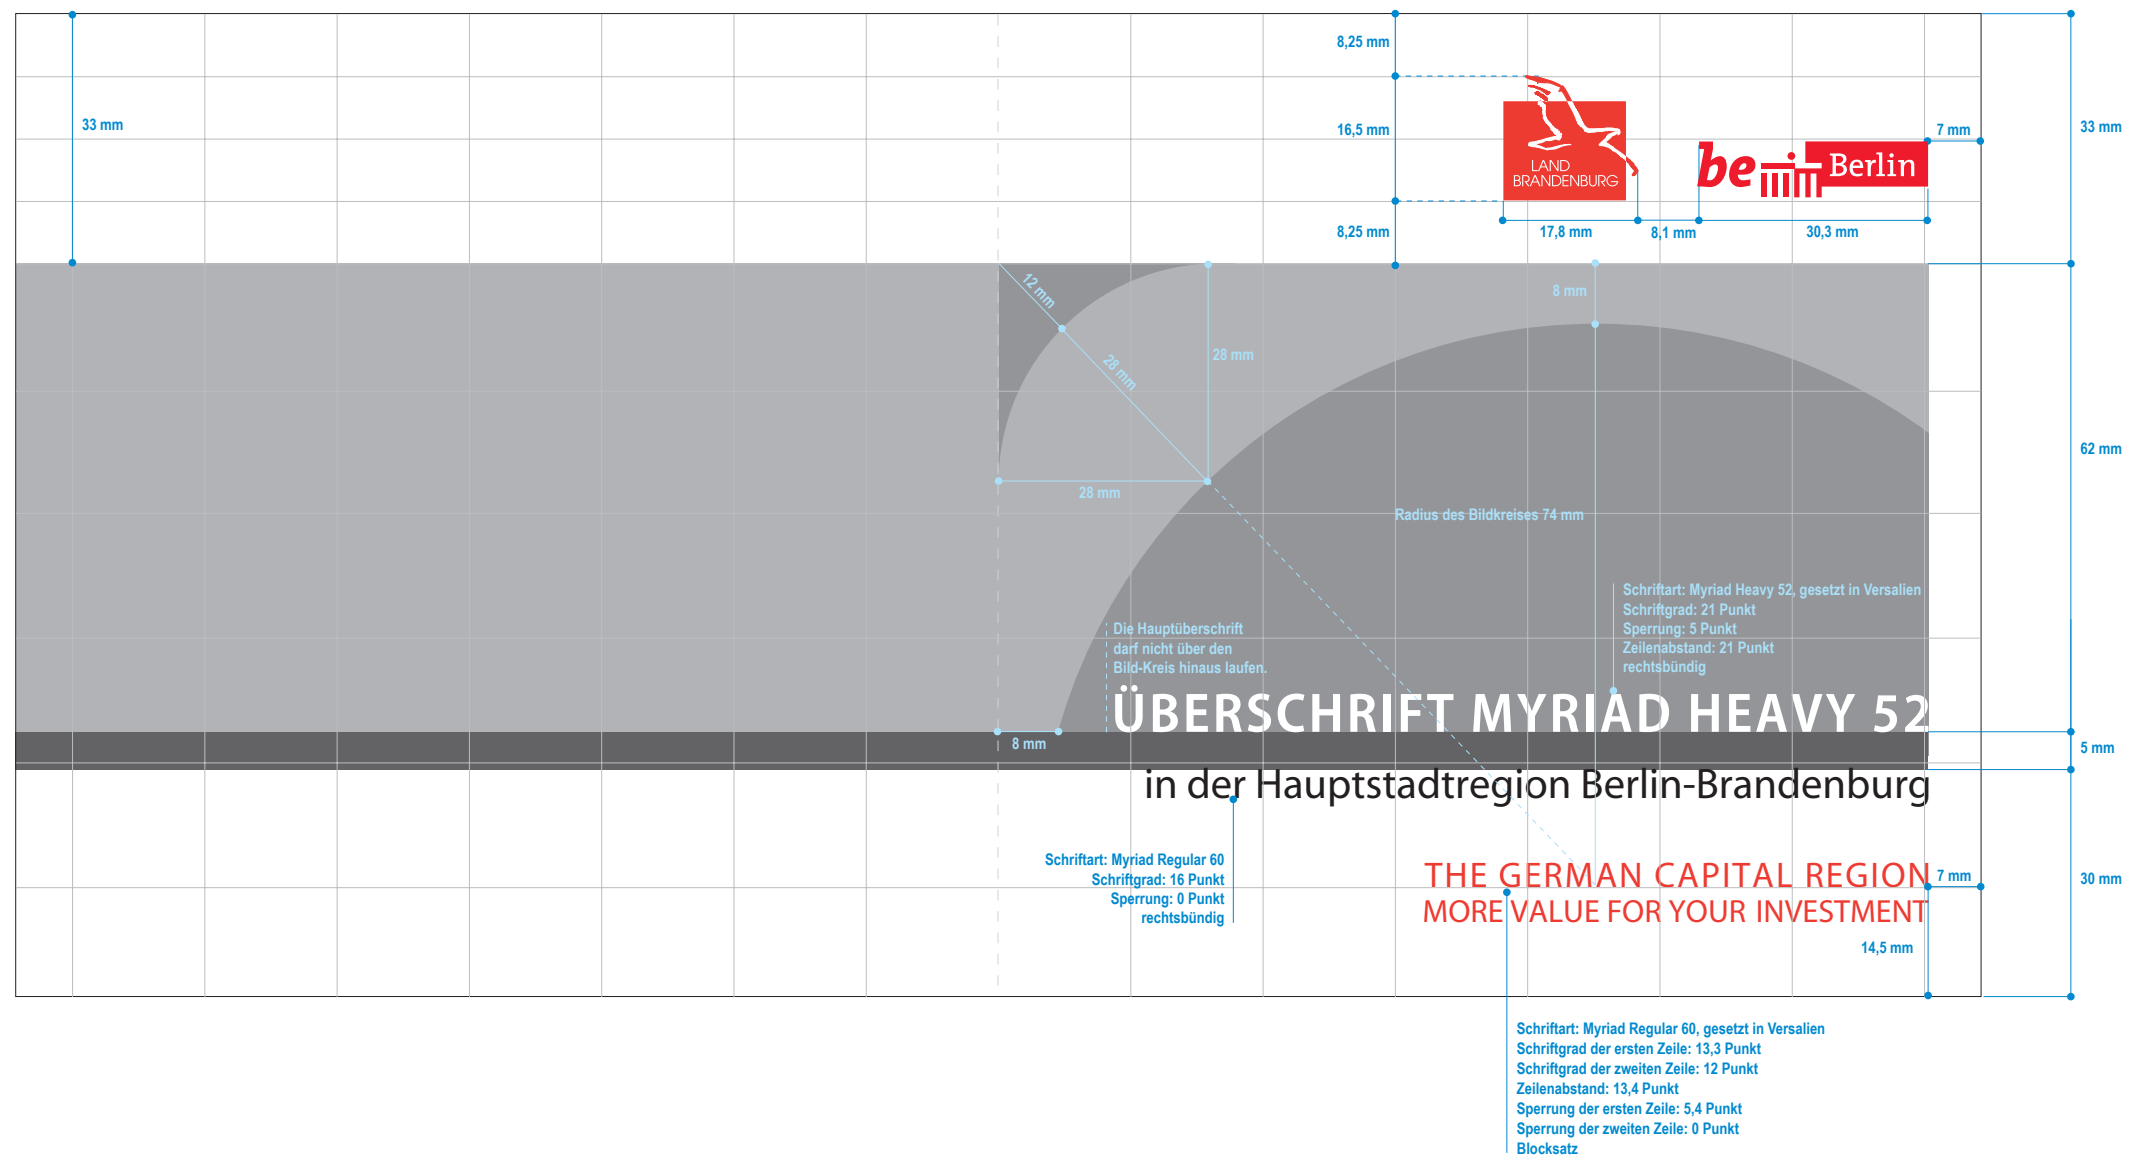 8,25 mm
33 mm
16,5 mm
8,25 mm
LAND
BRANDENBURG
be Berlin
7 mm
33 mm
17,8 mm
8,1 mm
30,3 mm
12 mm
28 mm
28 mm
28 mm
8 mm
62 mm
Radius des Bildkreises 74 mm
Schriftart: Myriad Heavy 52, gesetzt in Versalien
Schriftgrad: 21 Punkt
Sperrung: 5 Punkt
Zeilenabstand: 21 Punkt
rechtsbündig
Die Hauptüberschrift
darf nicht über den
Bild-Kreis hinaus laufen.
ÜBERSCHRIFT MYRIAD HEAVY 52
8 mm
5 mm
in der Hauptstadtregion Berlin-Brandenburg
Schriftart: Myriad Regular 60
Schriftgrad: 16 Punkt
Sperrung: 0 Punkt
rechtsbündig
THE GERMAN CAPITAL REGION
MORE VALUE FOR YOUR INVESTMENT
7 mm
30 mm
14,5 mm
Schriftart: Myriad Regular 60, gesetzt in Versalien
Schriftgrad der ersten Zeile: 13,3 Punkt
Schriftgrad der zweiten Zeile: 12 Punkt
Zeilenabstand: 13,4 Punkt
Sperrung der ersten Zeile: 5,4 Punkt
Sperrung der zweiten Zeile: 0 Punkt
Blocksatz